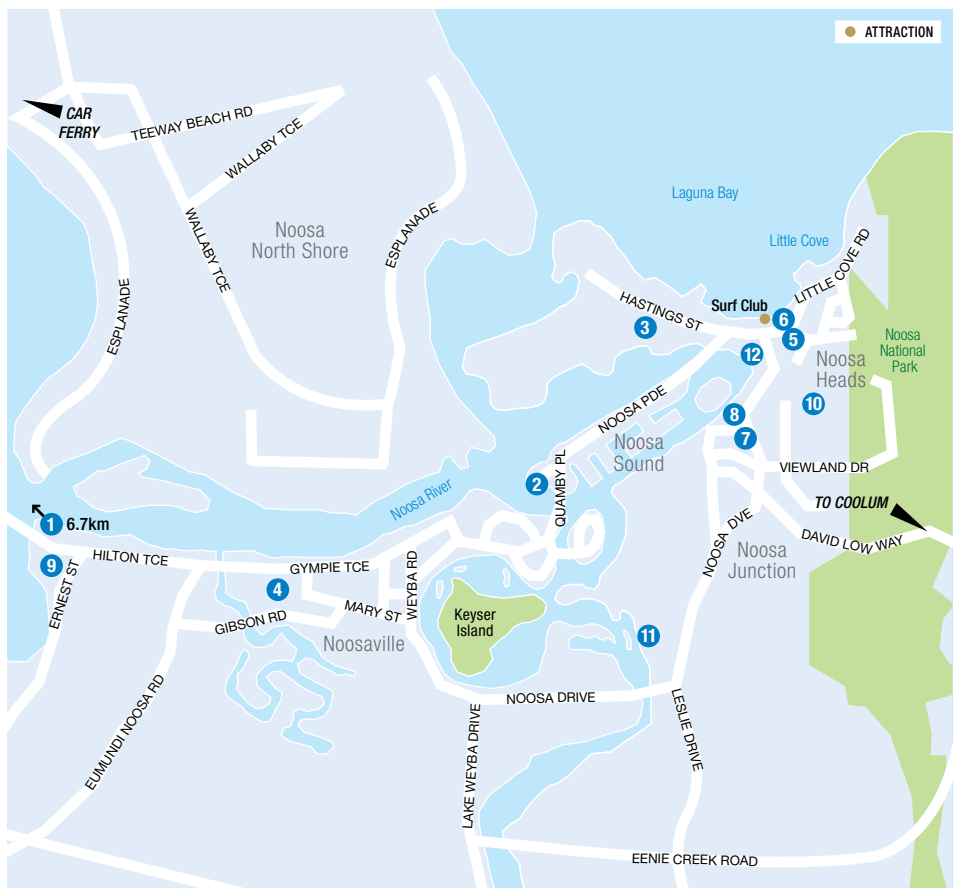 ATTRACTION
CAR
FERRY
TEEWAY BEACH RD
WALLABY TCE
WALLABY TCE
Noosa
North Shore
ESPLANADE
ESPLANADE
Laguna Bay
Little Cove
LITTLE COVE RD
Surf Club
HASTINGS ST
6
3
5
12
Noosa
National
Park
Noosa
Heads
10
NOOSA PDE
8
7
Noosa
Sound
VIEWLAND DR
2
QUAMBY PL
Noosa River
TO COOLUM
DAVID LOW WAY
NOOSA DVE
Noosa
Junction
1 6.7km
HILTON TCE
9
ERNEST ST
GYMPIE TCE
4
WEYBA RD
MARY ST
GIBSON RD
Noosaville
Keyser
Island
11
EUMUNDI NOOSA RD
NOOSA DRIVE
LESLIE DRIVE
LAKE WEYBA DRIVE
EENIE CREEK ROAD